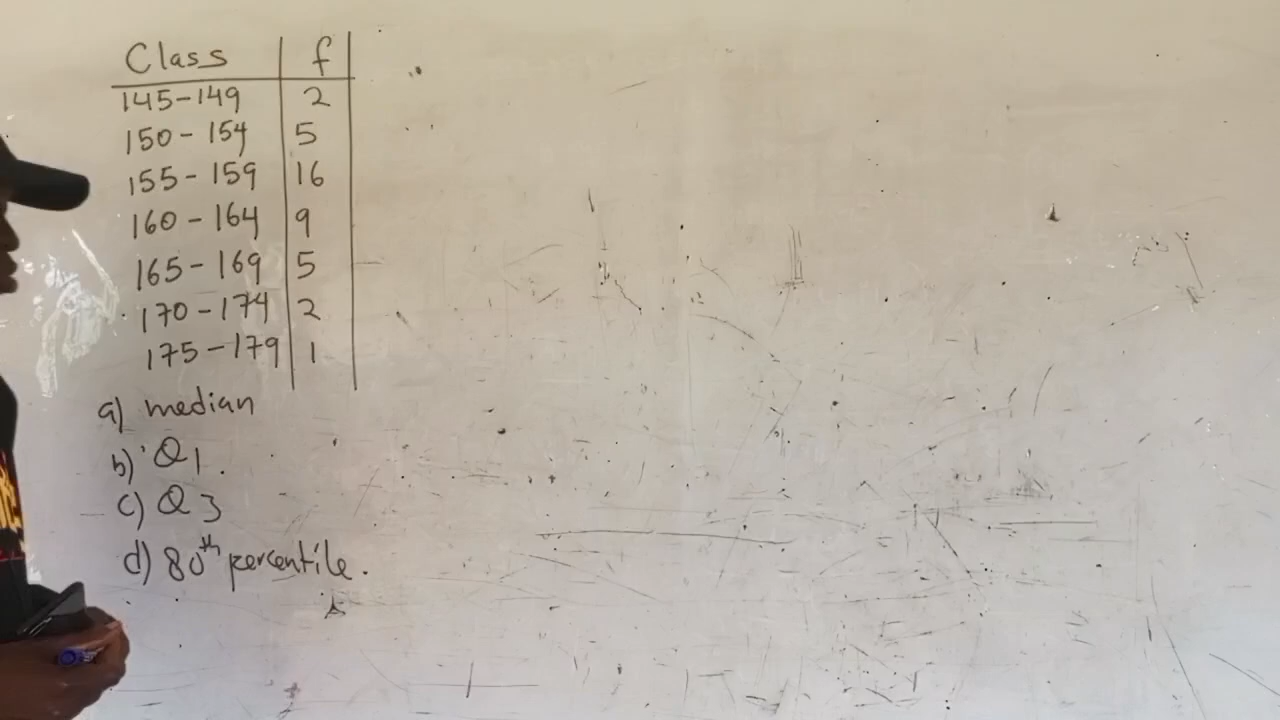 Class f
145-149 2
150-154 5
155-159 16
160-164 9
165-169 5
170-174 2
175-179 1
a) median
b) Q1.
c) Q3
d) 80th percentile.